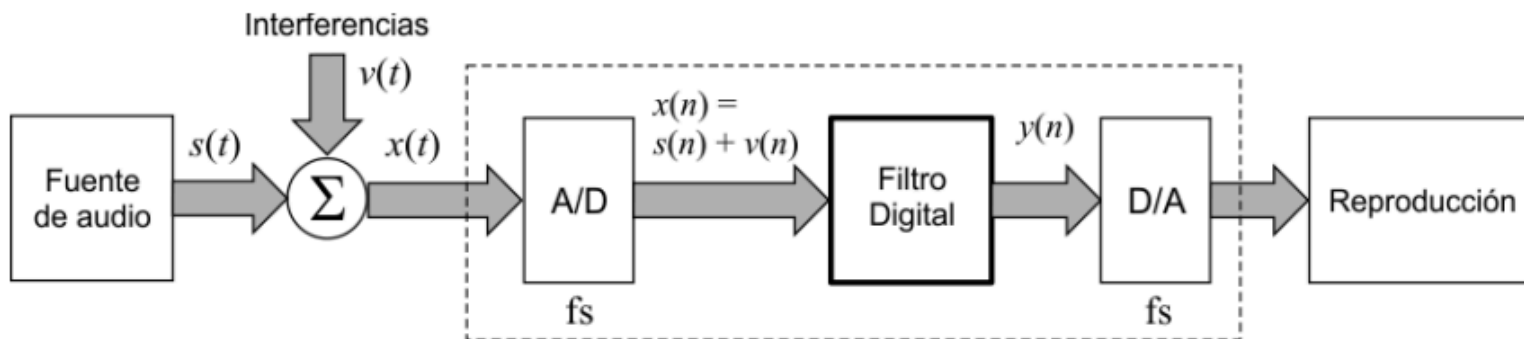 Interferencias
v(t)
Fuente
de audio
s(t)
Σ
x(t)
A/D
fs
x(n) =
s(n) + v(n)
Filtro
Digital
y(n)
D/A
fs
Reproducción